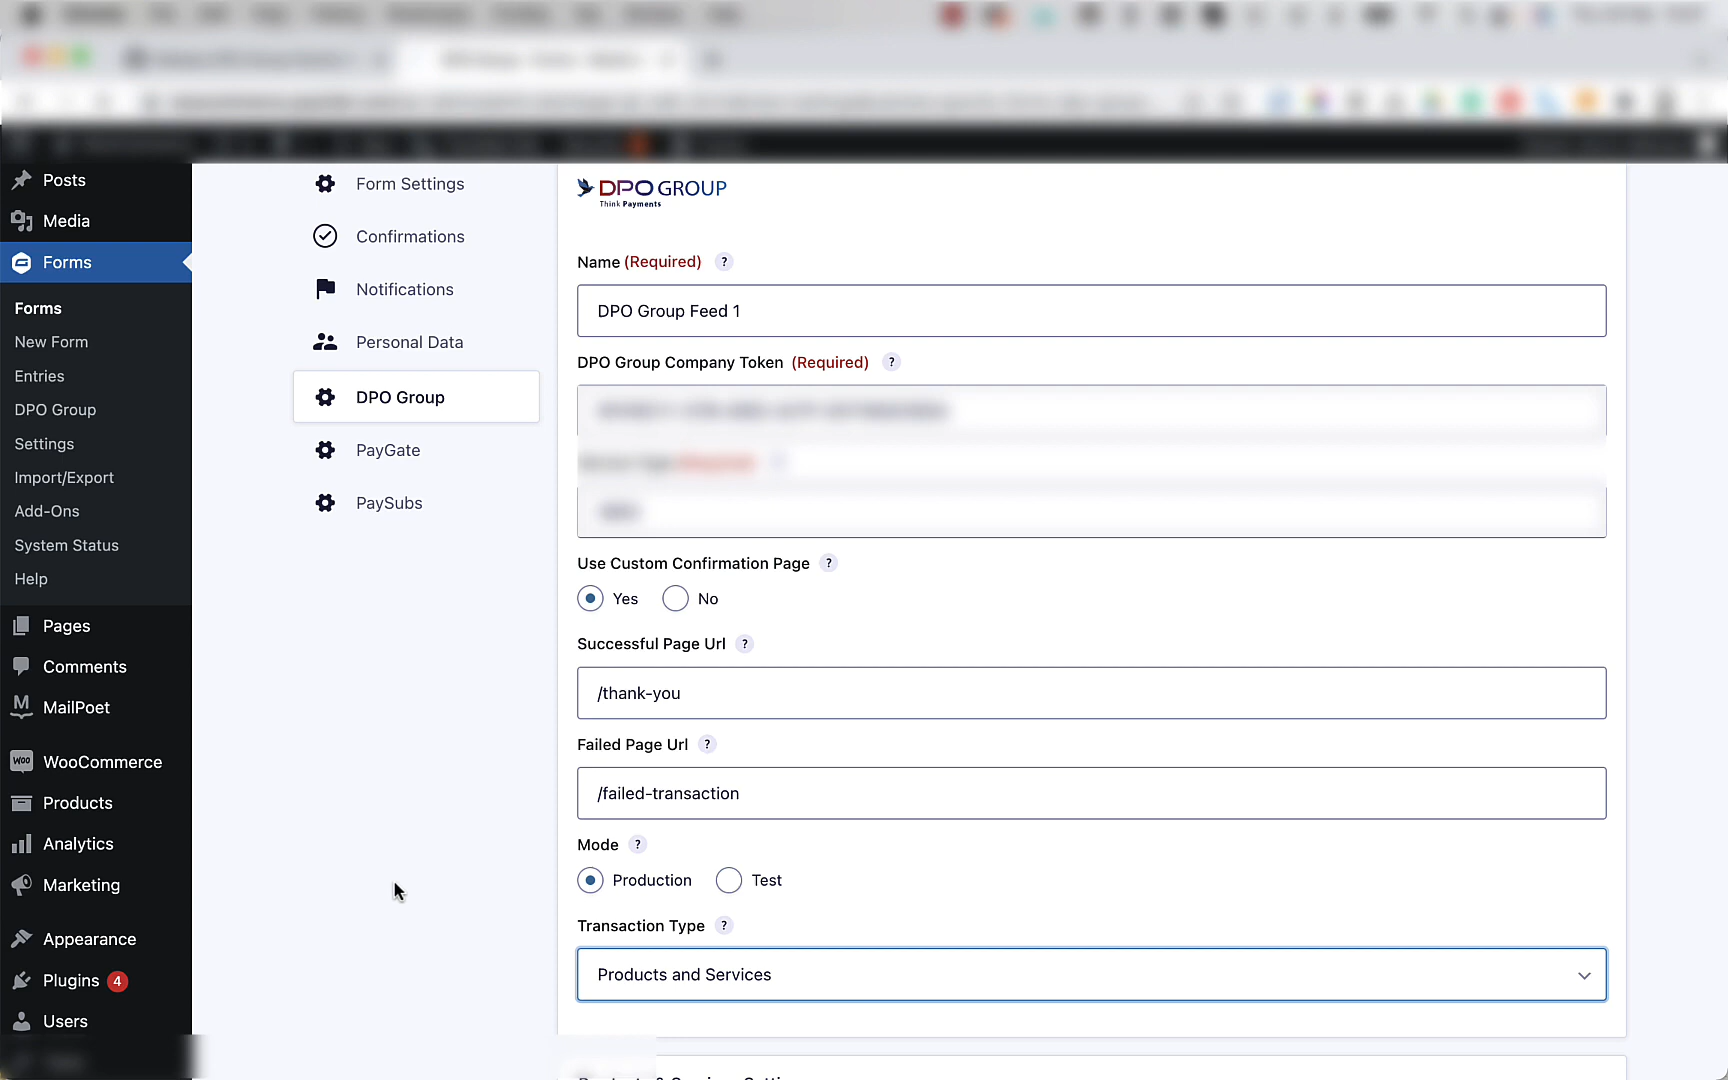 Posts
Media
Forms
Forms
New Form
Entries
DPO Group
Settings
Import/Export
Add-Ons
System Status
Help
Pages
Comments
MailPoet
WooCommerce
Products
Analytics
Marketing
Appearance
Plugins 4
Users
Form Settings
Confirmations
Notifications
Personal Data
DPO Group
PayGate
PaySubs
DPO GROUP
Think Payments
Name (Required) ?
DPO Group Feed 1
DPO Group Company Token (Required) ?
Use Custom Confirmation Page ?
Yes No
Successful Page Url ?
/thank-you
Failed Page Url ?
/failed-transaction
Mode ?
Production Test
Transaction Type ?
Products and Services